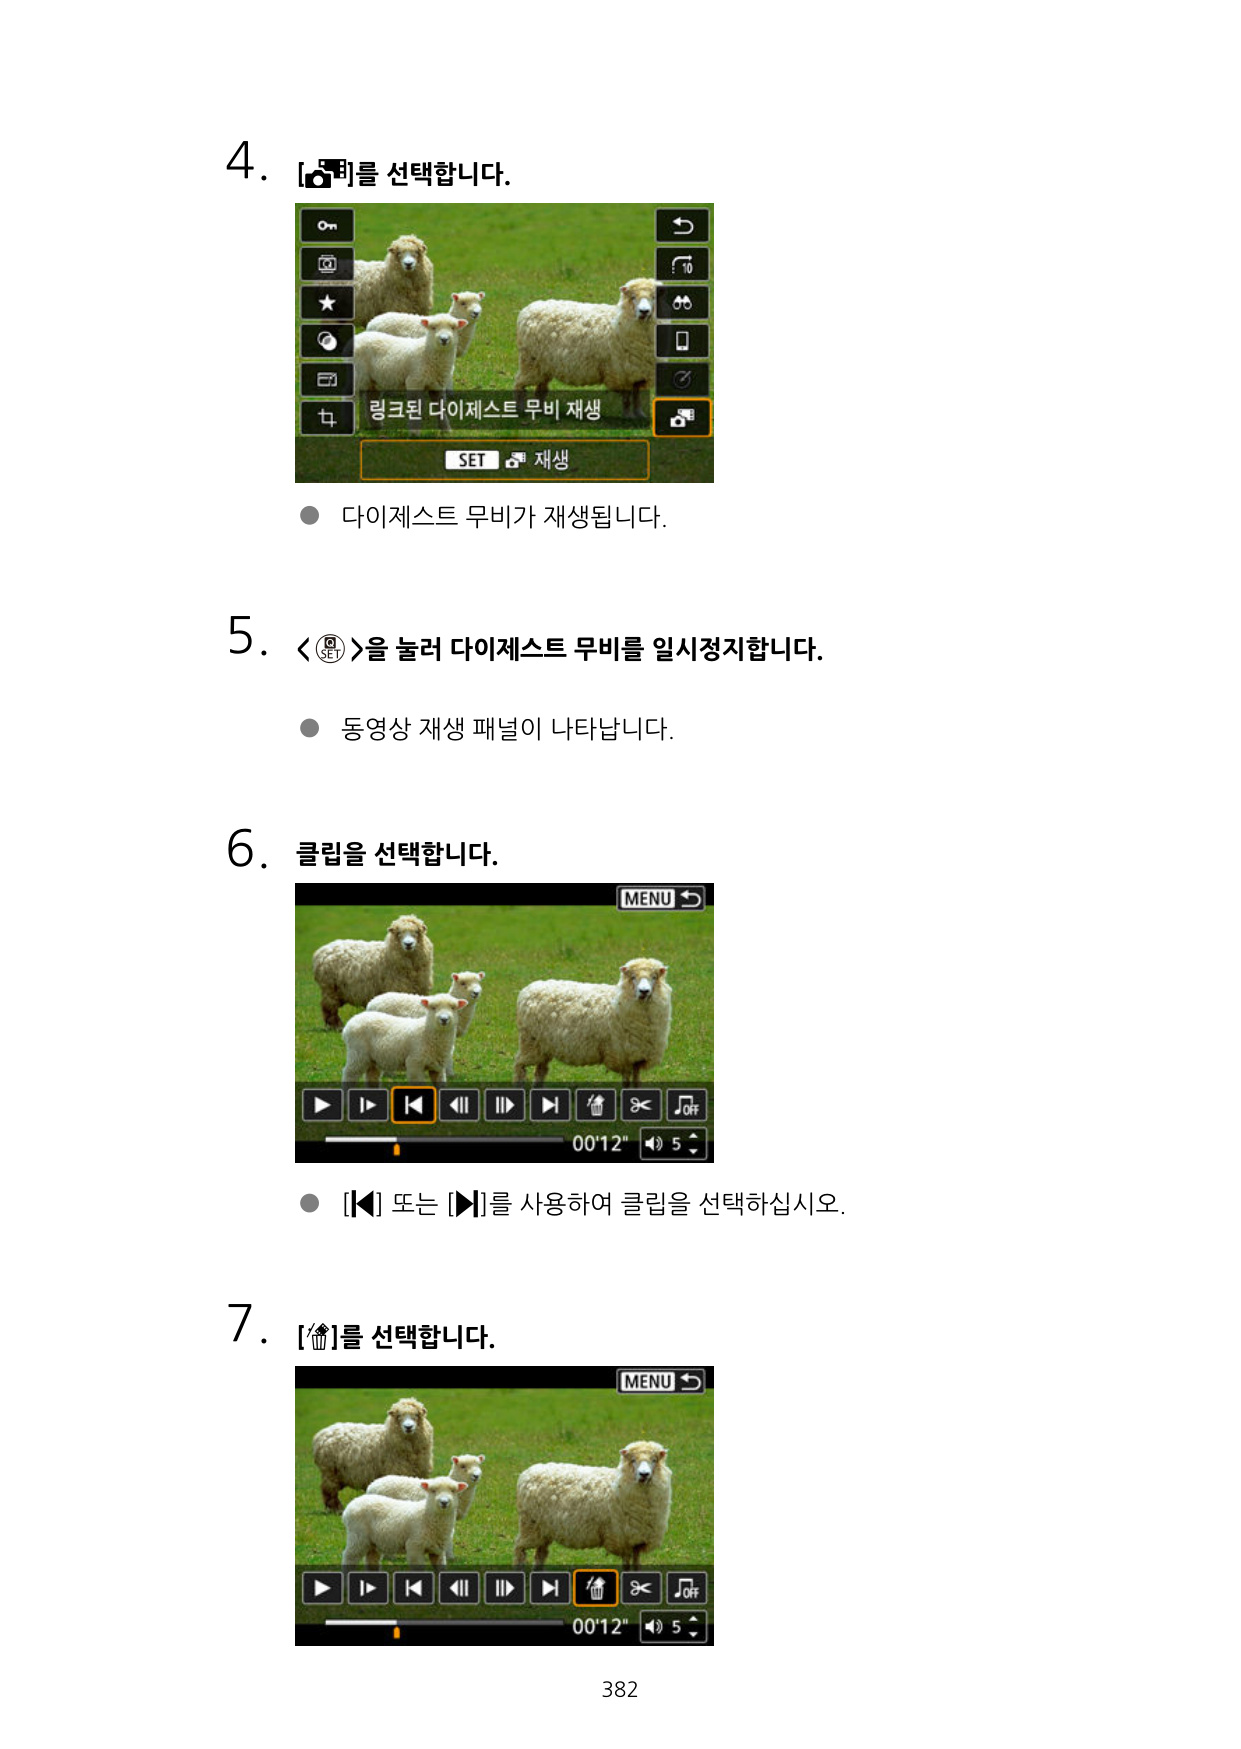 4. []를 선택합니다.
10
링크된 다이제스트 무비 재생
SET 재생
● 다이제스트 무비가 재생됩니다.
5. <Q SET>을 눌러 다이제스트 무비를 일시정지합니다.
● 동영상 재생 패널이 나타납니다.
6. 클립을 선택합니다.
MENU
OFF
00'12" 5
● [] 또는 []를 사용하여 클립을 선택하십시오.
7. []를 선택합니다.
MENU
OFF
00'12" 5
382